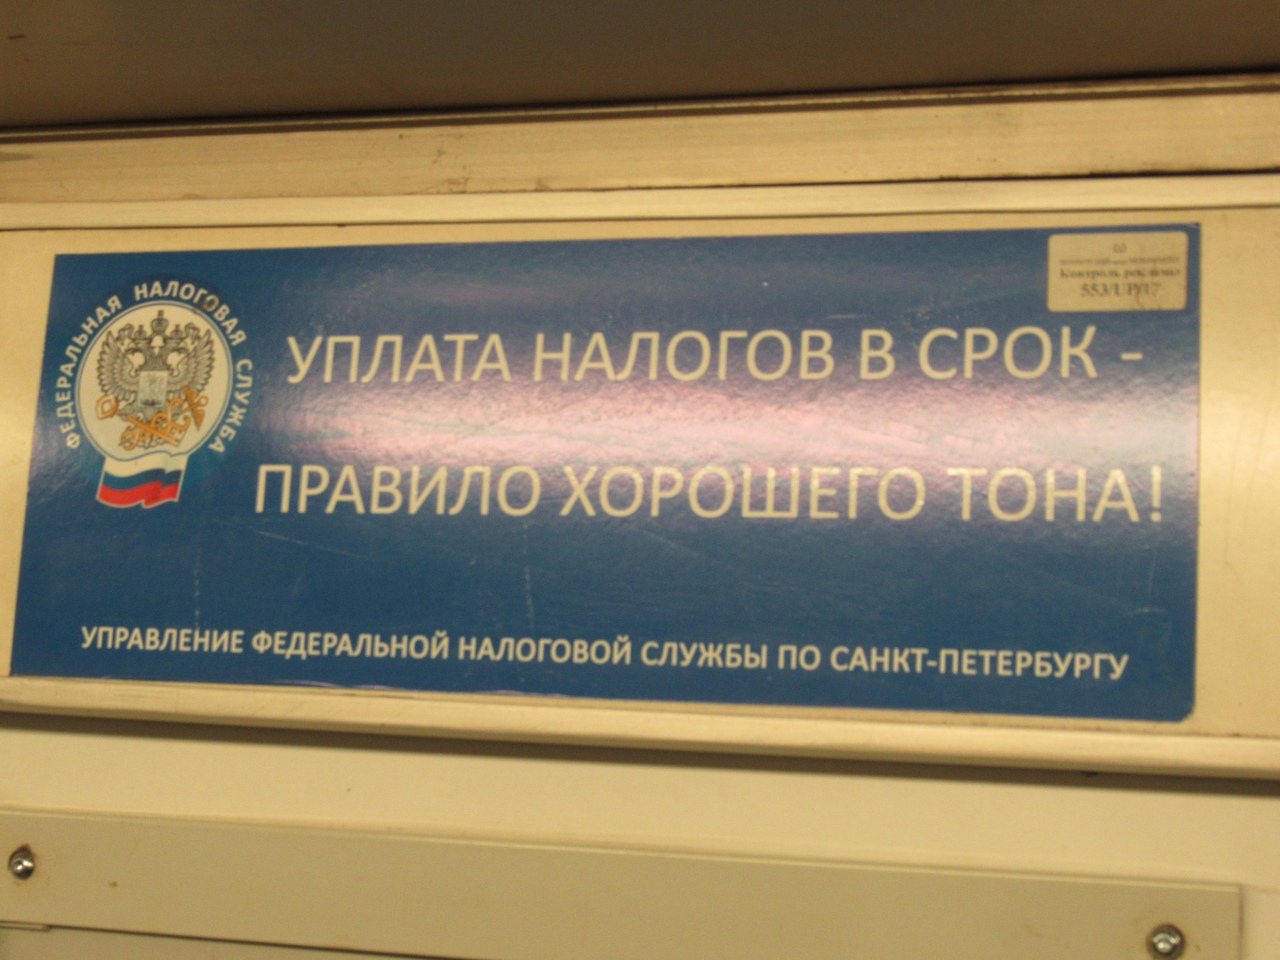 ФЕДЕРАЛЬНАЯ НАЛОГОВАЯ СЛУЖБА
Контроль рекламы
553/UP/17
УПЛАТА НАЛОГОВ В СРОК -
ПРАВИЛО ХОРОШЕГО ТОНА!
УПРАВЛЕНИЕ ФЕДЕРАЛЬНОЙ НАЛОГОВОЙ СЛУЖБЫ ПО САНКТ-ПЕТЕРБУРГУ